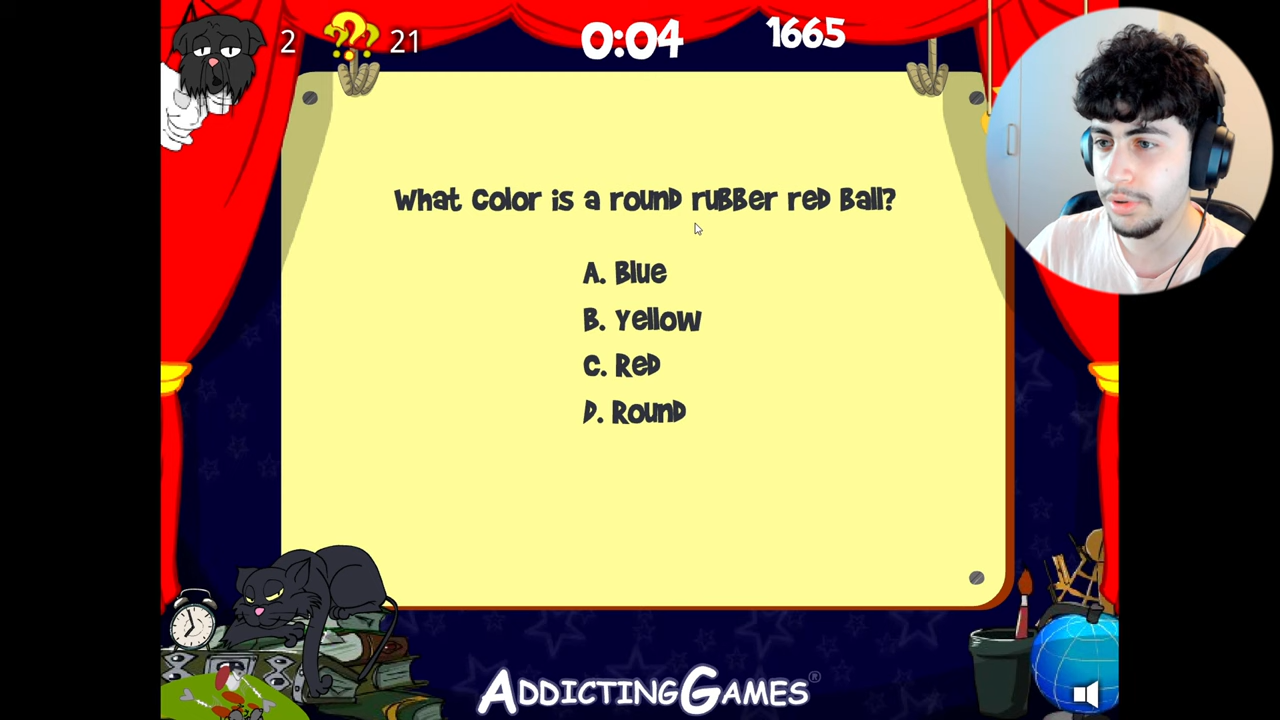 2 ??? 21 0:04 1665
What color is a round rubber red ball?
A. Blue
B. Yellow
C. Red
D. Round
AddictingGames®